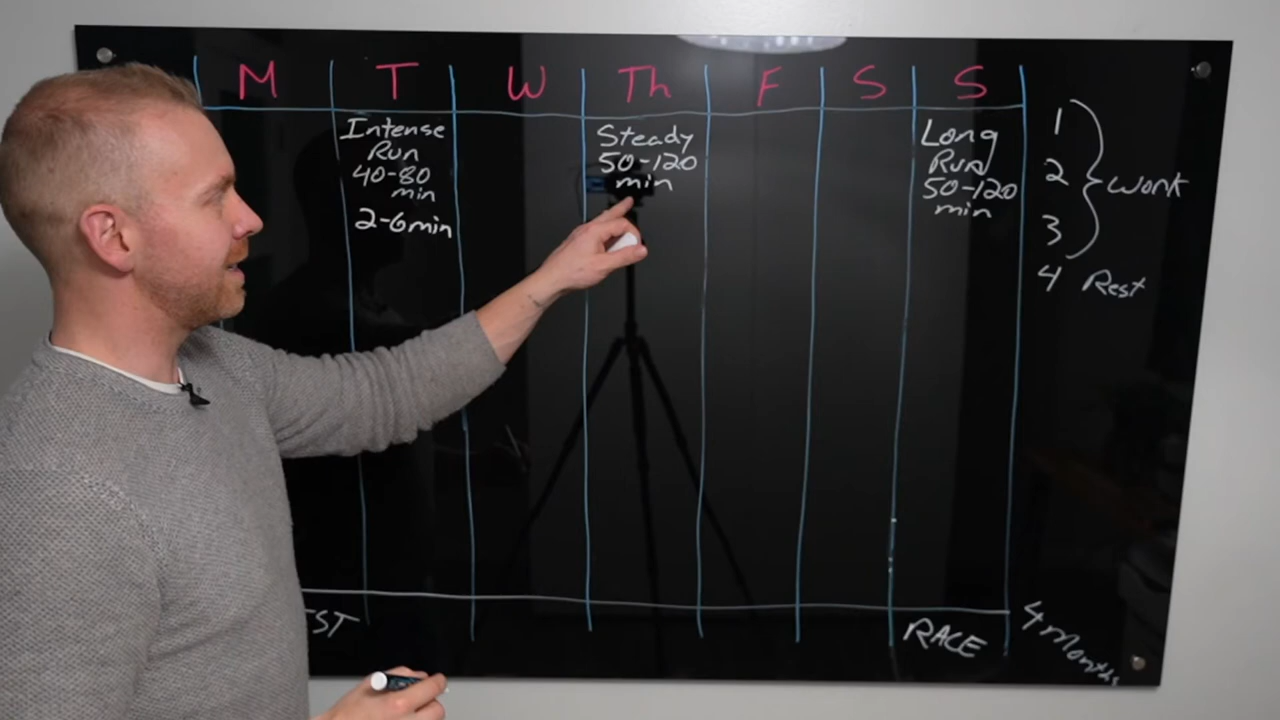 M T W Th F S S
Intense
Run
40-80
min
2-6min
Steady
50-120
min
Long
Run
50-120
min
1
2 Work
3
4 Rest
RACE
4 Months